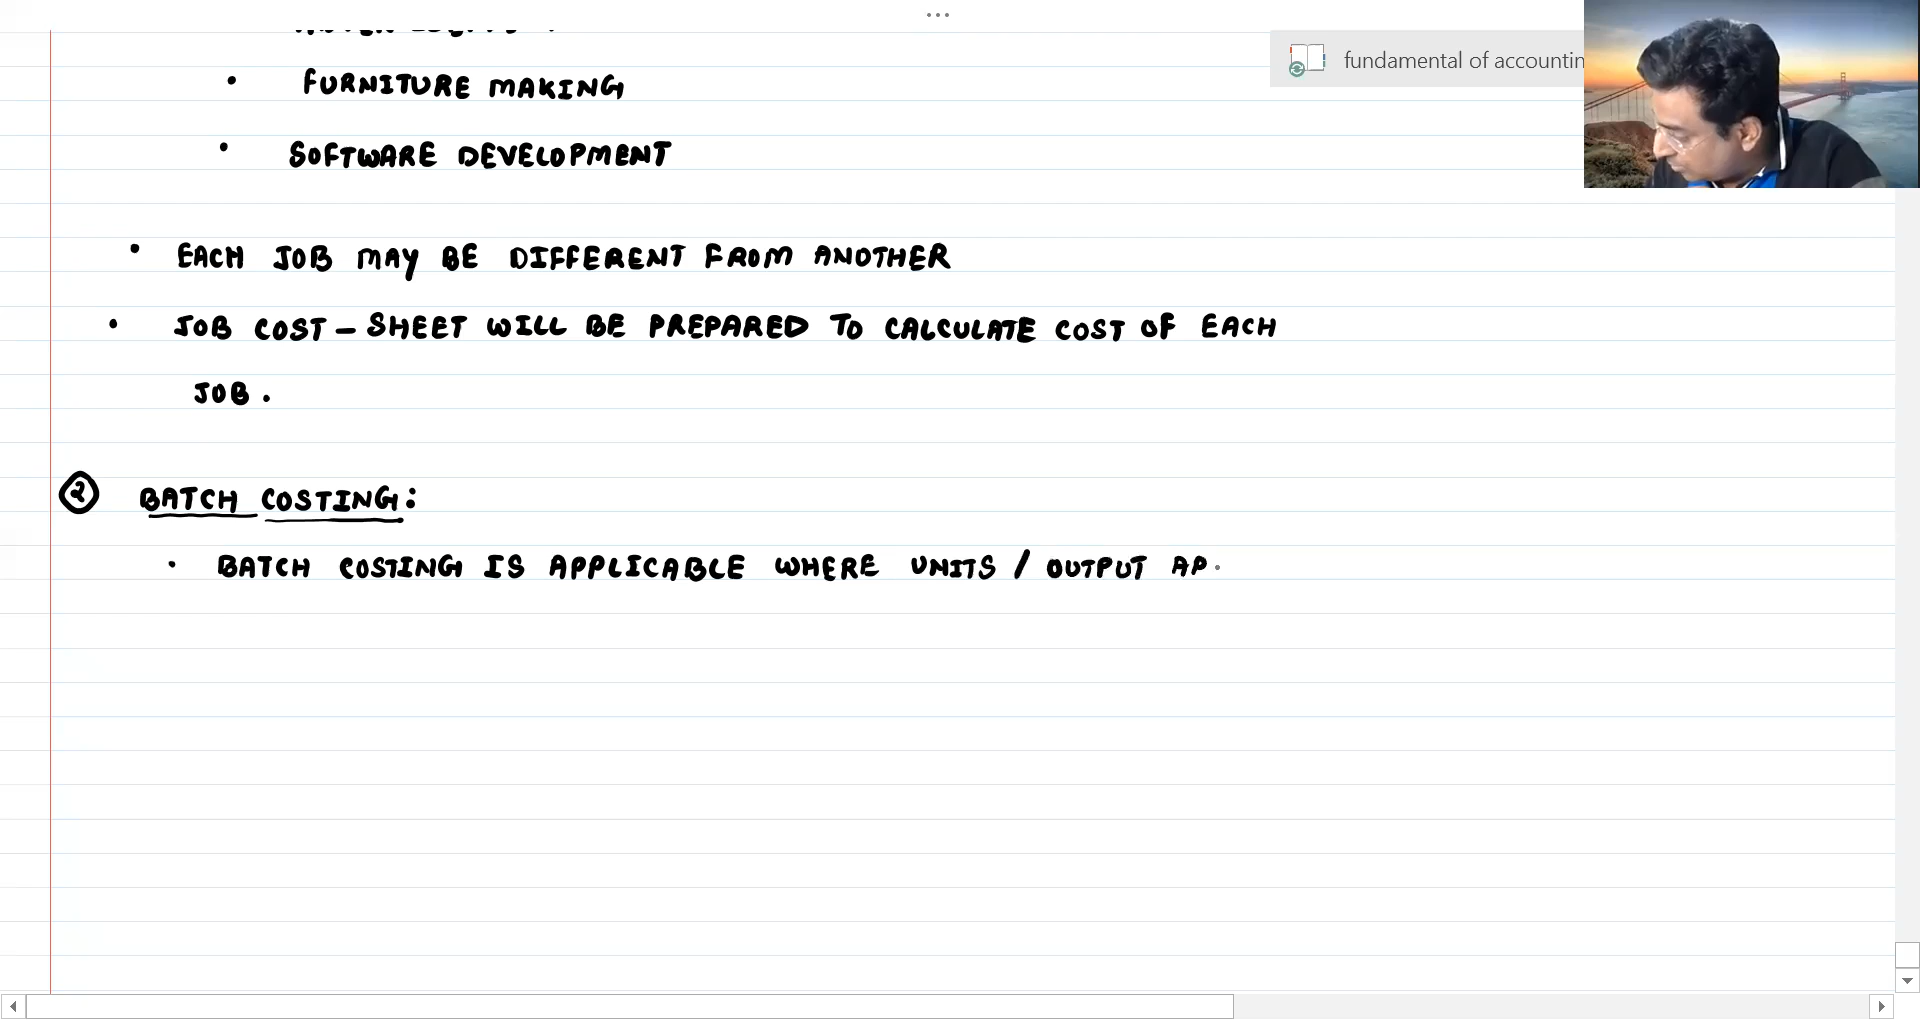 fundamental of accountin
• FURNITURE MAKING
• SOFTWARE DEVELOPMENT
• EACH JOB MAY BE DIFFERENT FROM ANOTHER
• JOB COST - SHEET WILL BE PREPARED TO CALCULATE COST OF EACH
JOB.
② BATCH COSTING:
• BATCH COSTING IS APPLICABLE WHERE UNITS / OUTPUT AP